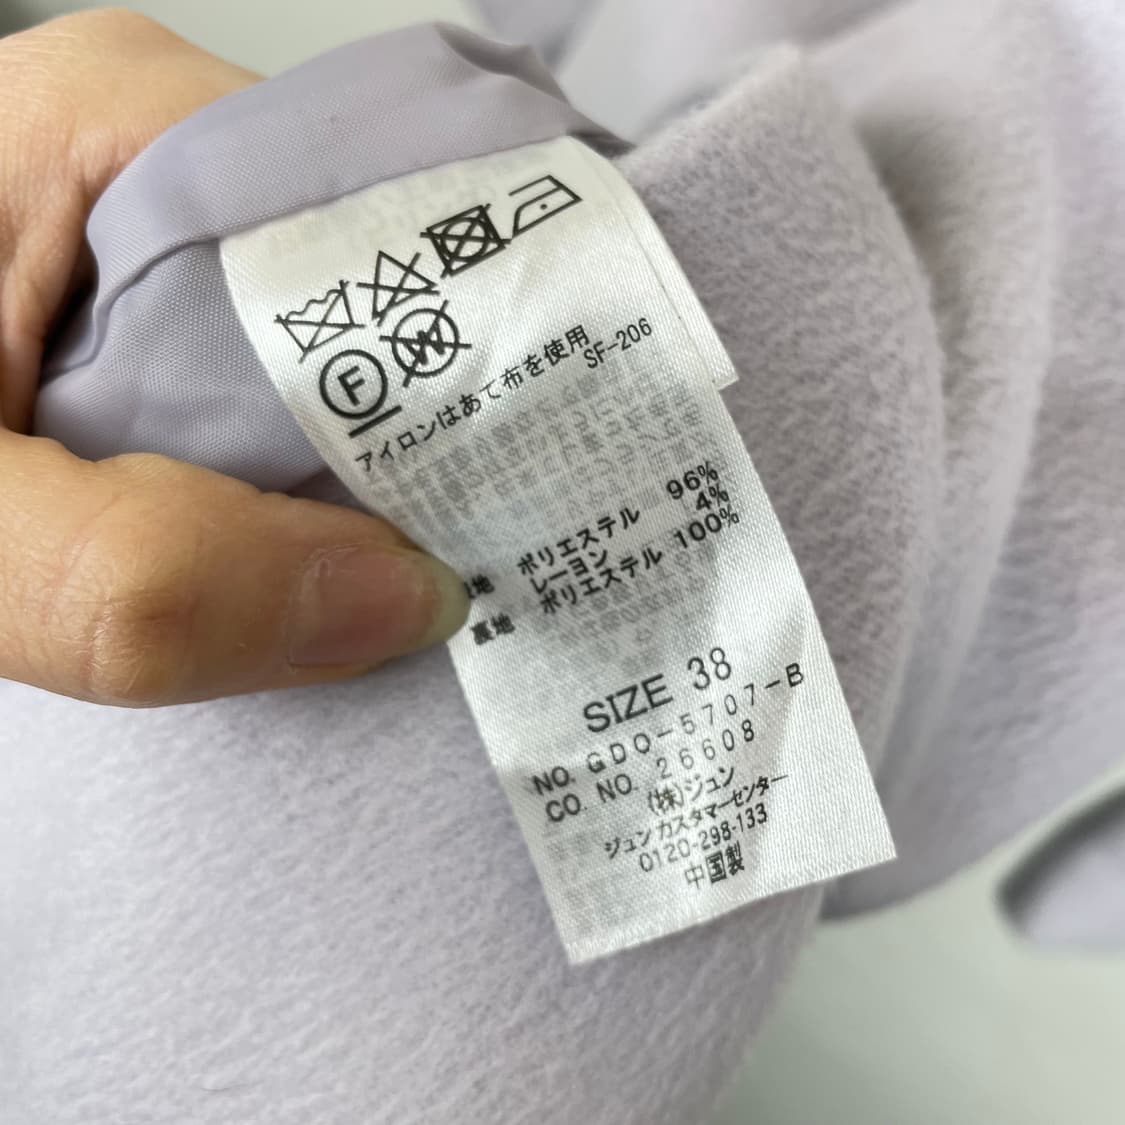 F
W
アイロンはあて布を使用
SF-206
地 ポリエステル 96%
レーヨン 4%
裏地 ポリエステル 100%
SIZE 38
NO. GDO-5707-B
CO. NO. 26608
(株)ジュン
ジュン カスタマーセンター
0120-298-133
中国製